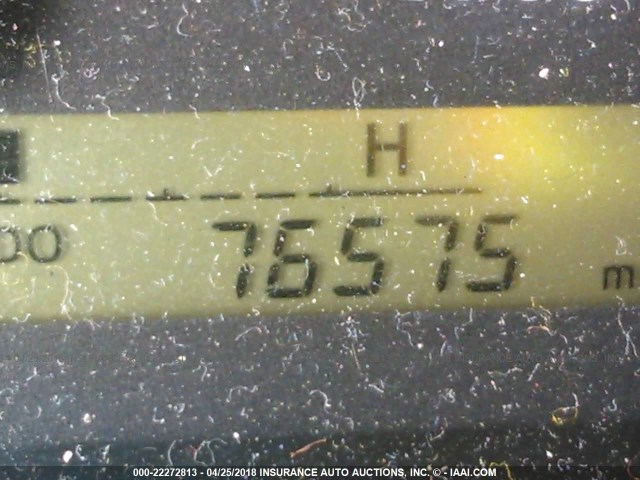 H
76575
000-22272813 - 04/25/2018 INSURANCE AUTO AUCTIONS, INC. © - IAAI.COM